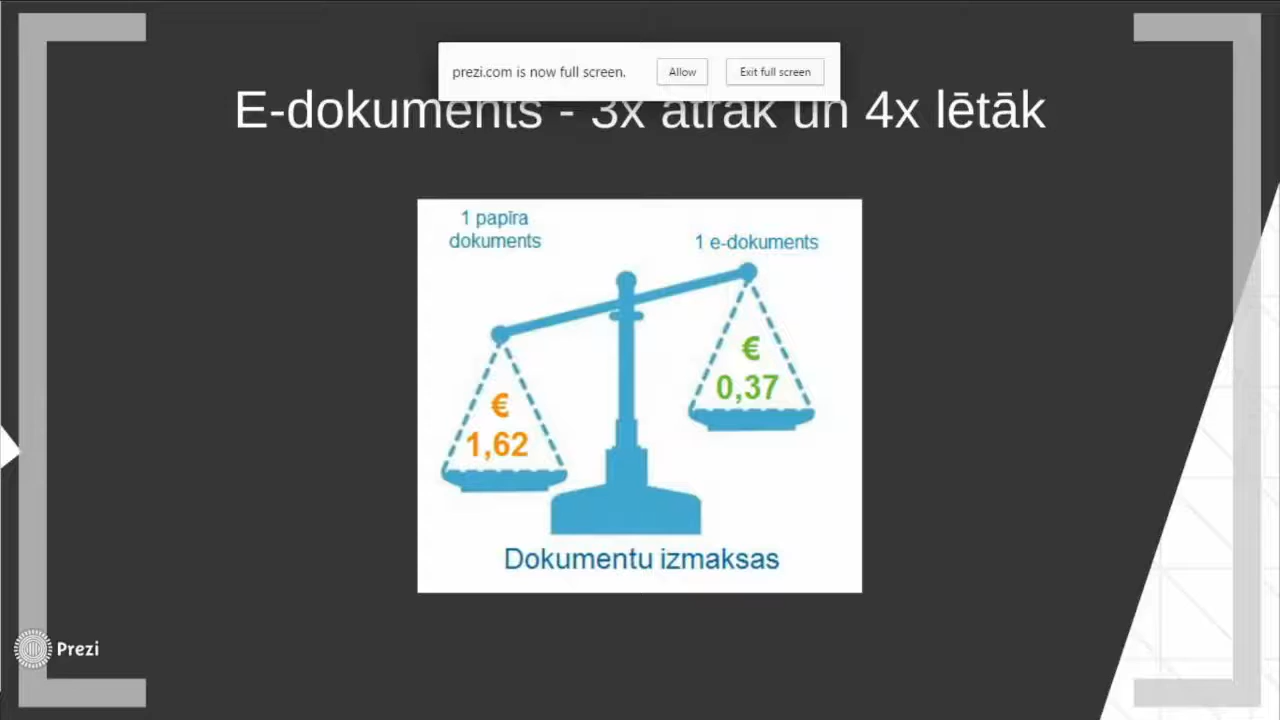 prezi.com is now full screen.
Allow
Exit full screen
E-dokuments - 3x ātrāk un 4x lētāk
1 papīra
dokuments
1 e-dokuments
€
0,37
€
1,62
Dokumentu izmaksas
Prezi